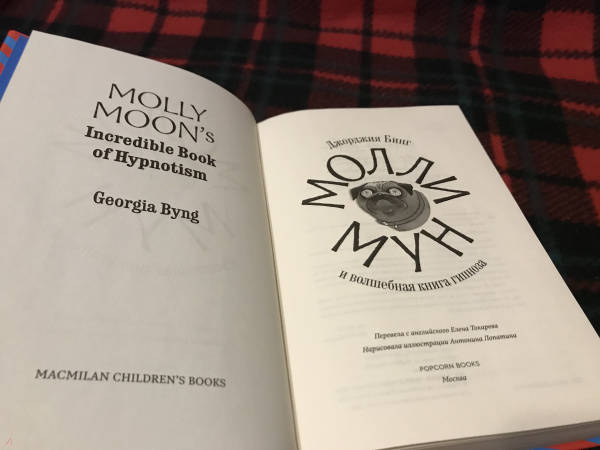 MOLLY
MOON's
Incredible Book
of Hypnotism
Georgia Byng
MACMILAN CHILDREN'S BOOKS
Джорджия Бинг
МОЛЛИ
МУН
и волшебная книга гипноза
Перевела с английского Елена Токарева
Нарисовала иллюстрации Антонина Лопатина
POPCORN BOOKS
Москва